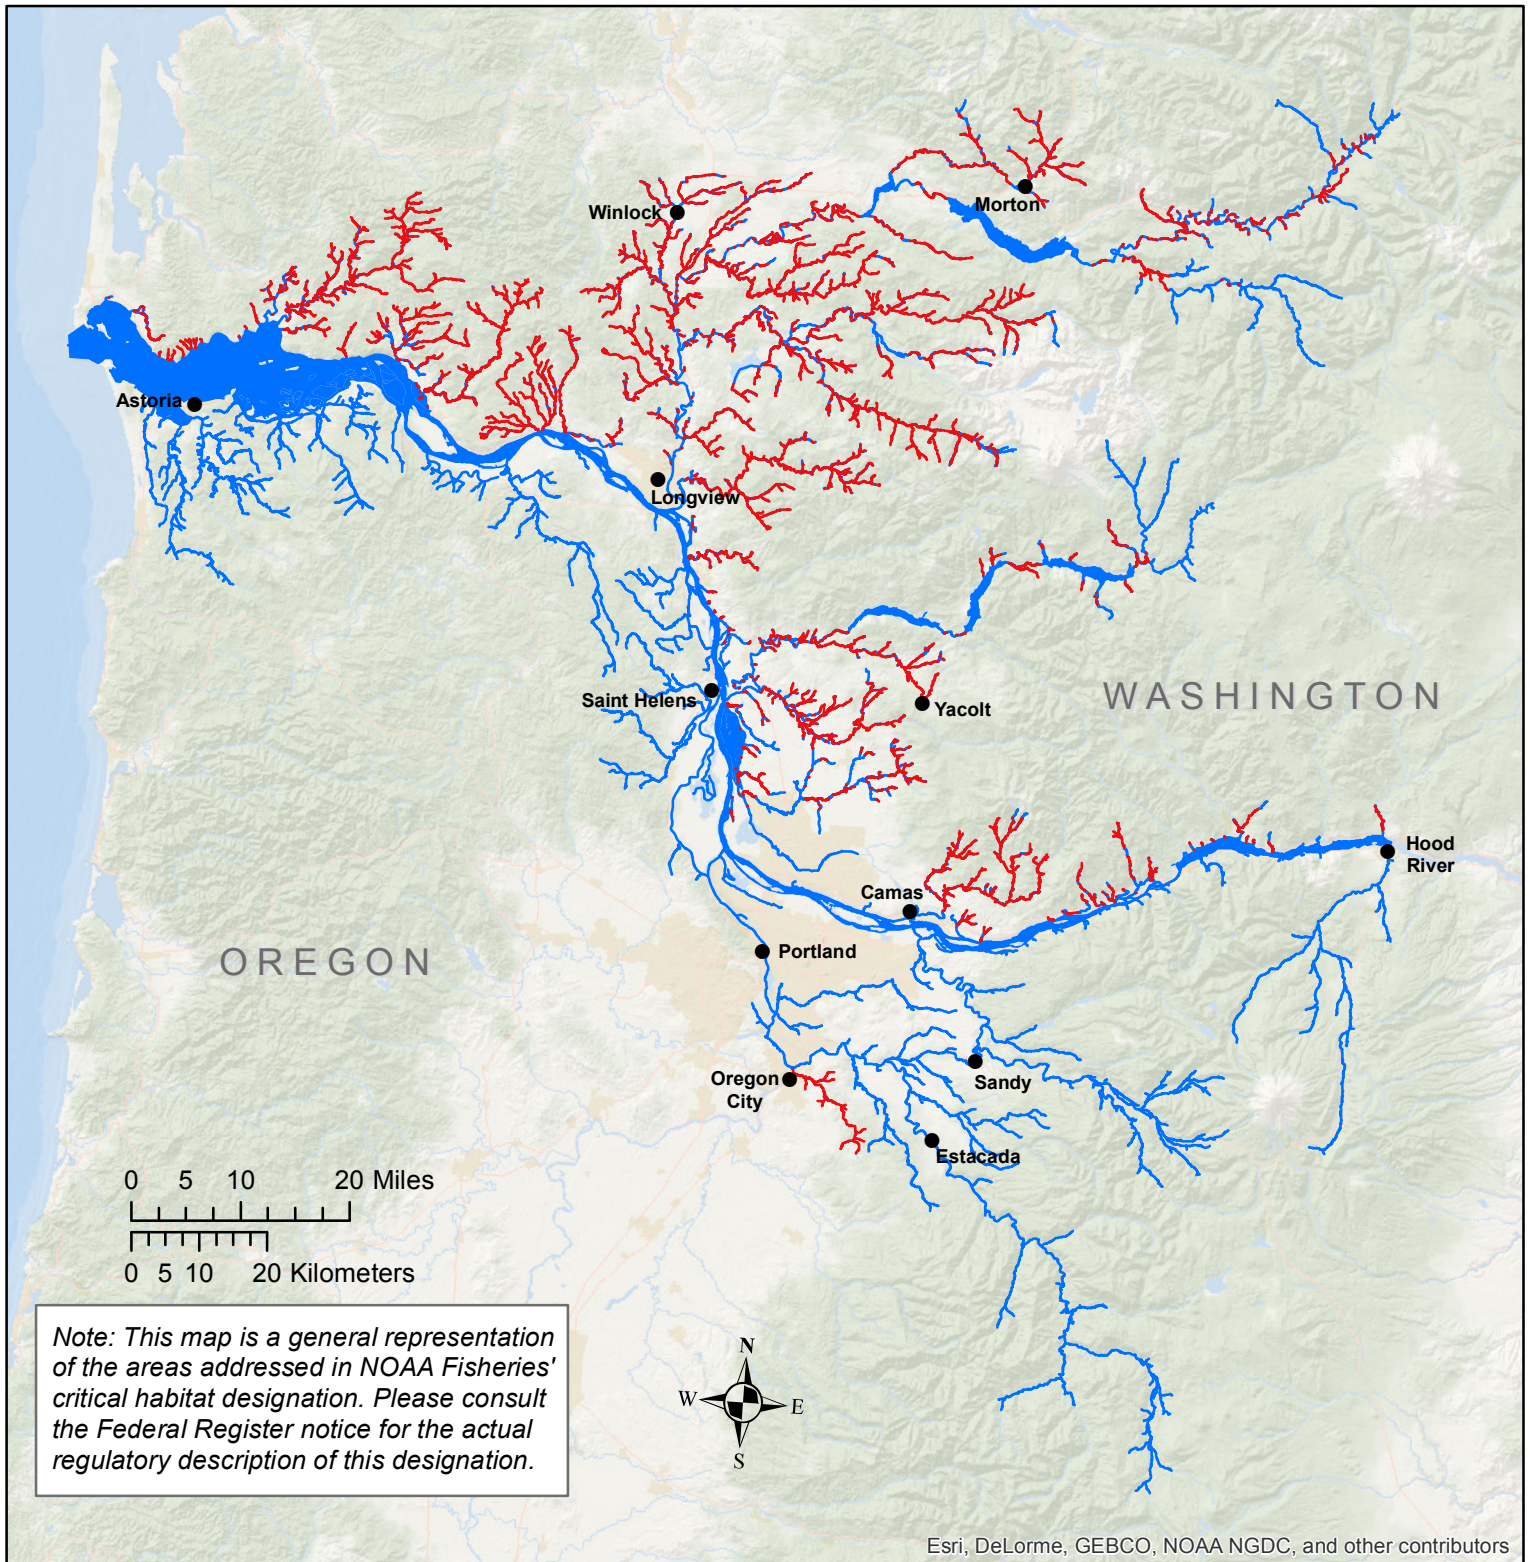 Morton
Winlock
Astoria
Longview
Saint Helens
Yacolt
WASHINGTON
Hood
River
Camas
OREGON
Portland
Oregon
City
Sandy
Estacada
0 5 10 20 Miles
0 5 10 20 Kilometers
Note: This map is a general representation
of the areas addressed in NOAA Fisheries'
critical habitat designation. Please consult
the Federal Register notice for the actual
regulatory description of this designation.
N
W E
S
Esri, DeLorme, GEBCO, NOAA NGDC, and other contributors